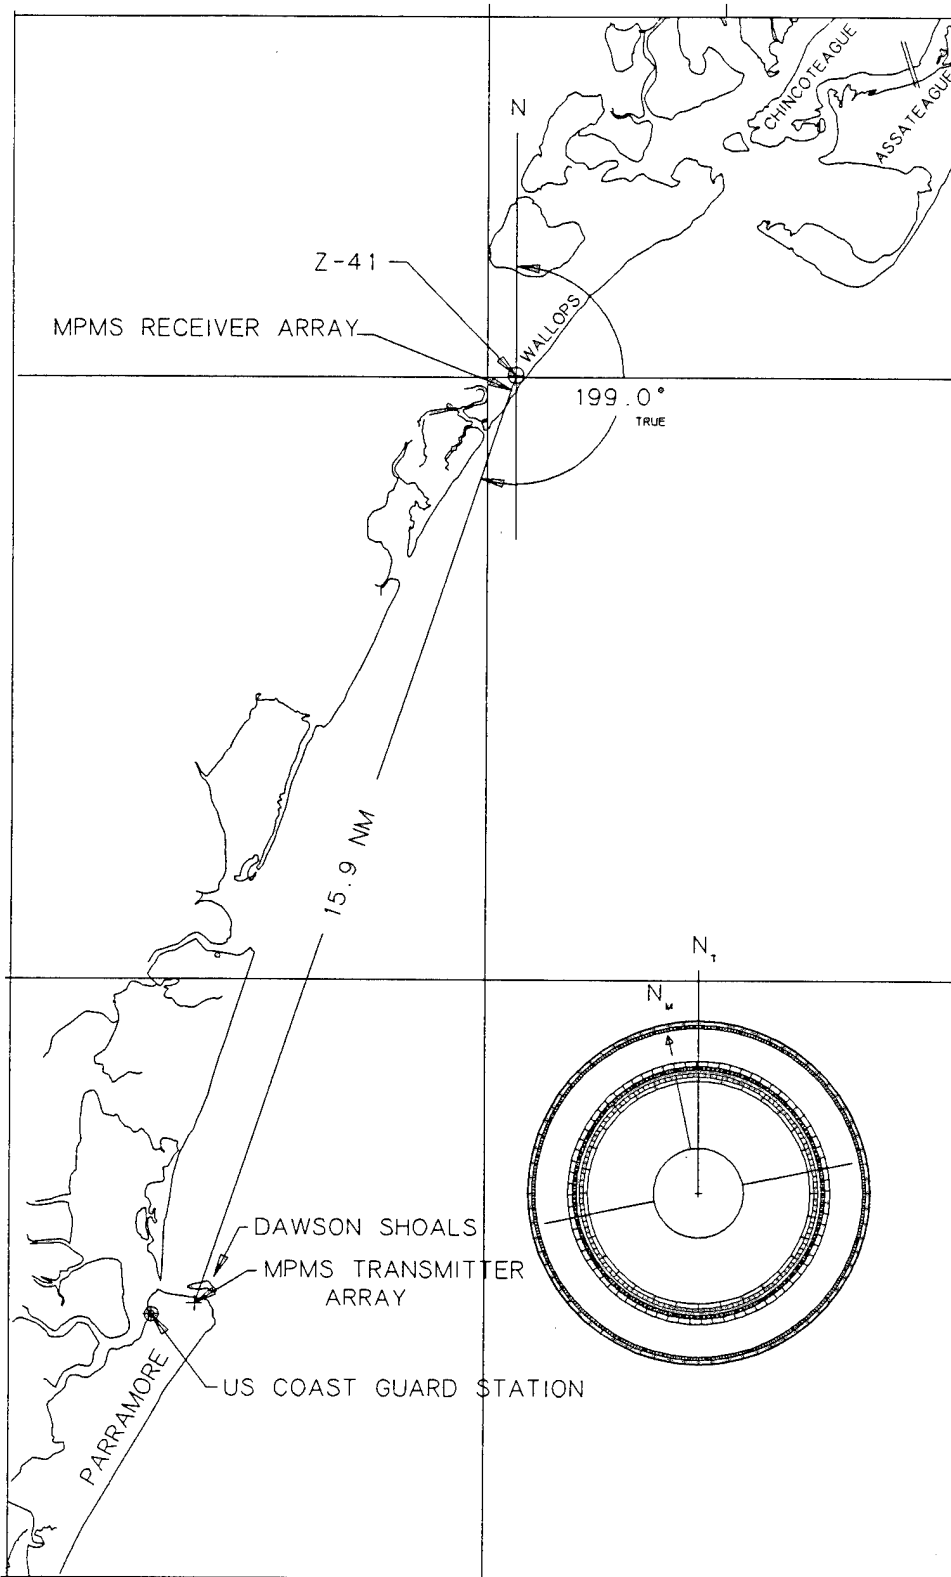 CHINCOTEAGUE
ASSATEAGUE
N
Z-41
WALLOPS
MPMS RECEIVER ARRAY
199.0°
TRUE
15.9 NM
N T
N M
DAWSON SHOALS
MPMS TRANSMITTER
ARRAY
US COAST GUARD STATION
PARRAMORE